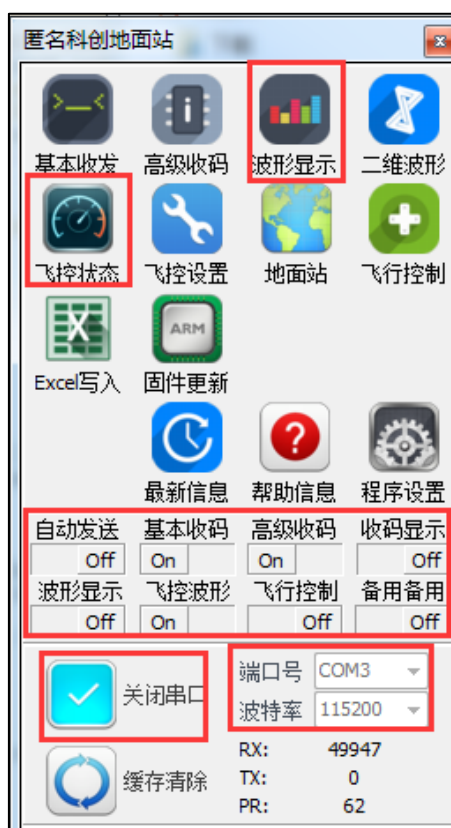 匿名科创地面站
基本收发 高级收码 波形显示 二维波形
飞控状态 飞控设置 地面站 飞行控制
ARM
Excel写入 固件更新
最新信息 帮助信息 程序设置
自动发送 基本收码 高级收码 收码显示
Off On On Off
波形显示 飞控波形 飞行控制 备用备用
Off On Off Off
关闭串口
端口号 COM3
波特率 115200
缓存清除
RX: 49947
TX: 0
PR: 62